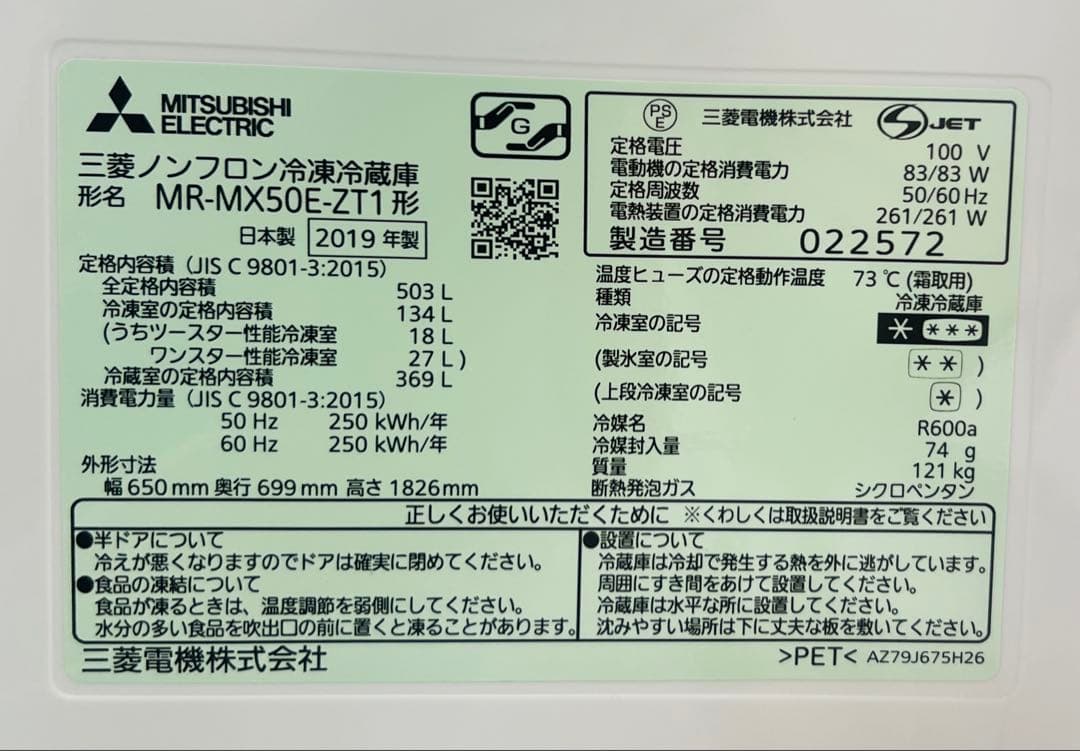 MITSUBISHI
ELECTRIC
三菱ノンフロン冷凍冷蔵庫
形名 MR-MX50E-ZT1形
日本製 2019年製
定格内容積（JIS C 9801-3:2015）
全定格内容積 503 L
冷凍室の定格内容積 134 L
(うちツースター性能冷凍室 18 L
ワンスター性能冷凍室 27 L )
冷蔵室の定格内容積 369 L
消費電力量（JIS C 9801-3:2015）
50 Hz 250 kWh/年
60 Hz 250 kWh/年
外形寸法
幅 650 mm 奥行 699 mm 高さ 1826 mm
G
PS
E
三菱電機株式会社 S JET
定格電圧 100 V
電動機の定格消費電力 83/83 W
定格周波数 50/60 Hz
電熱装置の定格消費電力 261/261 W
製造番号 022572
温度ヒューズの定格動作温度 73 ℃ (霜取用)
種類 冷凍冷蔵庫
冷凍室の記号 * ***
(製氷室の記号 ** )
(上段冷凍室の記号 * )
冷媒名 R600a
冷媒封入量 74 g
質量 121 kg
断熱発泡ガス シクロペンタン
正しくお使いいただくために ※くわしくは取扱説明書をご覧ください
●半ドアについて
冷えが悪くなりますのでドアは確実に閉めてください。
●食品の凍結について
食品が凍るときは、温度調節を弱側にしてください。
水分の多い食品を吹出口の前に置くと凍ることがあります。
●設置について
冷蔵庫は冷却で発生する熱を外に逃がしています。
周囲にすき間をあけて設置してください。
冷蔵庫は水平な所に設置してください。
沈みやすい場所は下に丈夫な板を敷いてください。
三菱電機株式会社
>PET< AZ79J675H26